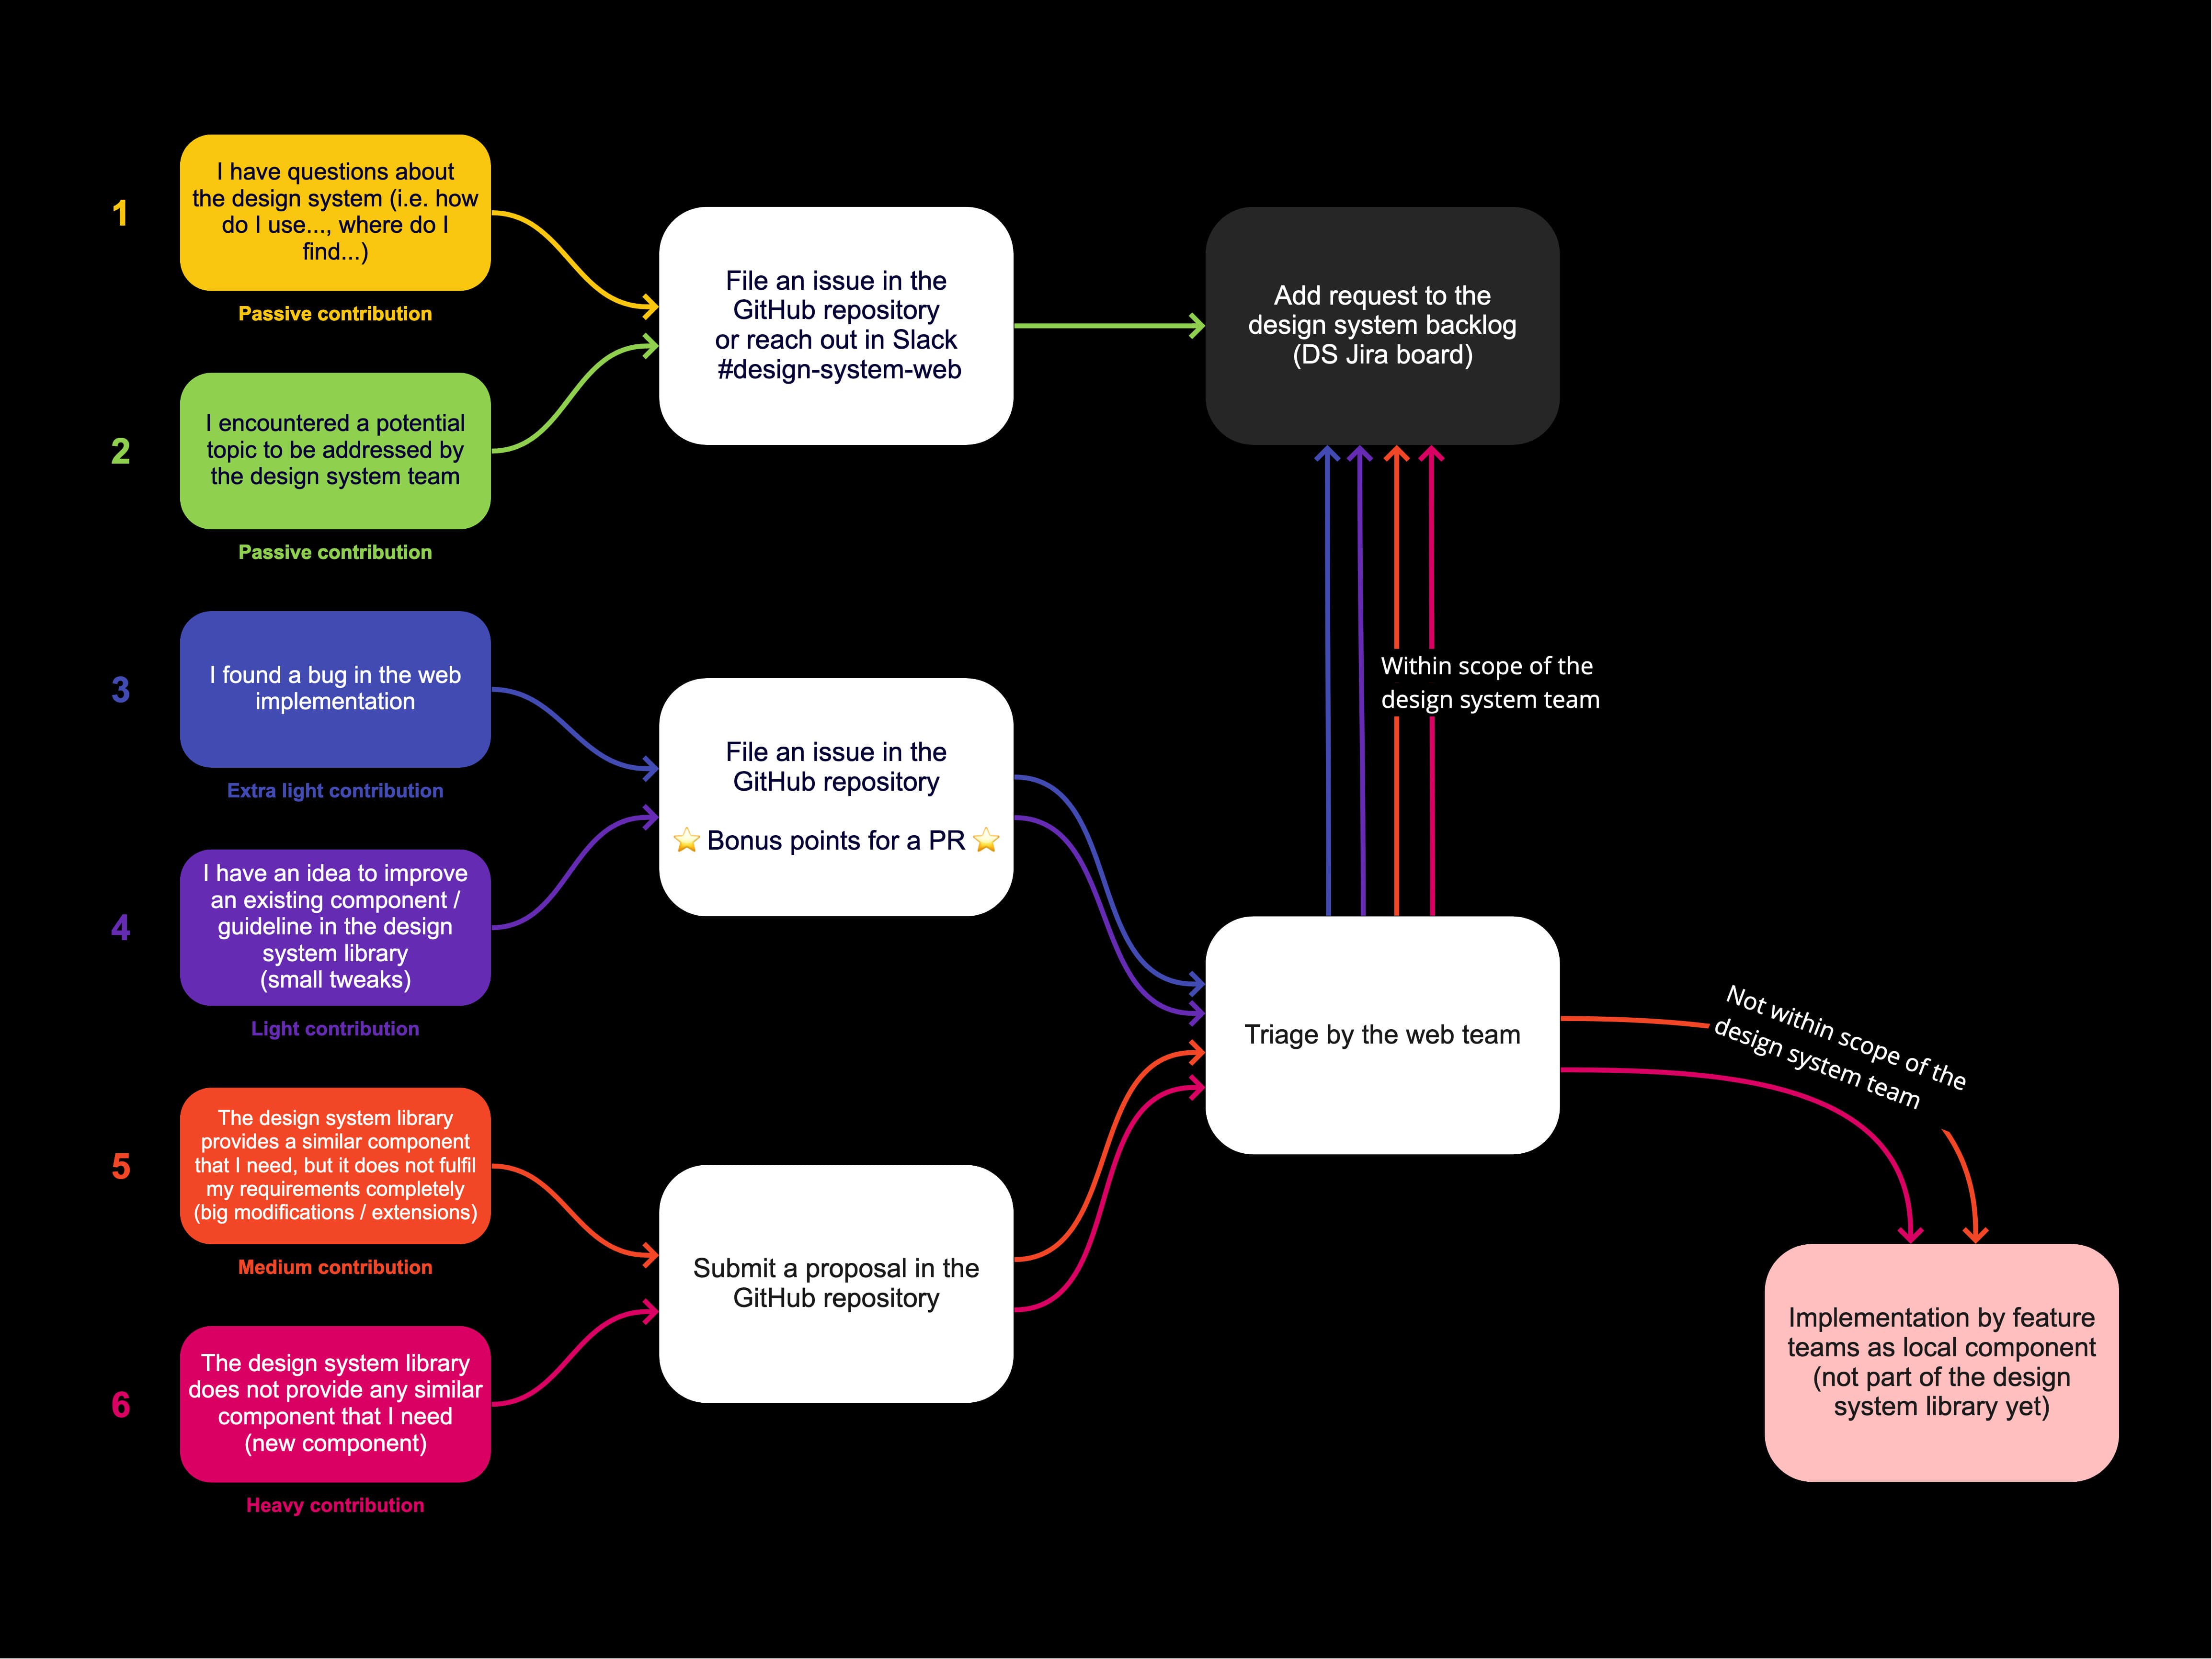 1
I have questions about
the design system (i.e. how
do I use..., where do I
find...)
Passive contribution
2
I encountered a potential
topic to be addressed by
the design system team
Passive contribution
3
I found a bug in the web
implementation
Extra light contribution
4
I have an idea to improve
an existing component /
guideline in the design
system library
(small tweaks)
Light contribution
5
The design system library
provides a similar component
that I need, but it does not fulfil
my requirements completely
(big modifications / extensions)
Medium contribution
6
The design system library
does not provide any similar
component that I need
(new component)
Heavy contribution
File an issue in the
GitHub repository
or reach out in Slack
#design-system-web
File an issue in the
GitHub repository
⭐ Bonus points for a PR ⭐
Submit a proposal in the
GitHub repository
Add request to the
design system backlog
(DS Jira board)
Within scope of the
design system team
Triage by the web team
Not within scope of the
design system team
Implementation by feature
teams as local component
(not part of the design
system library yet)